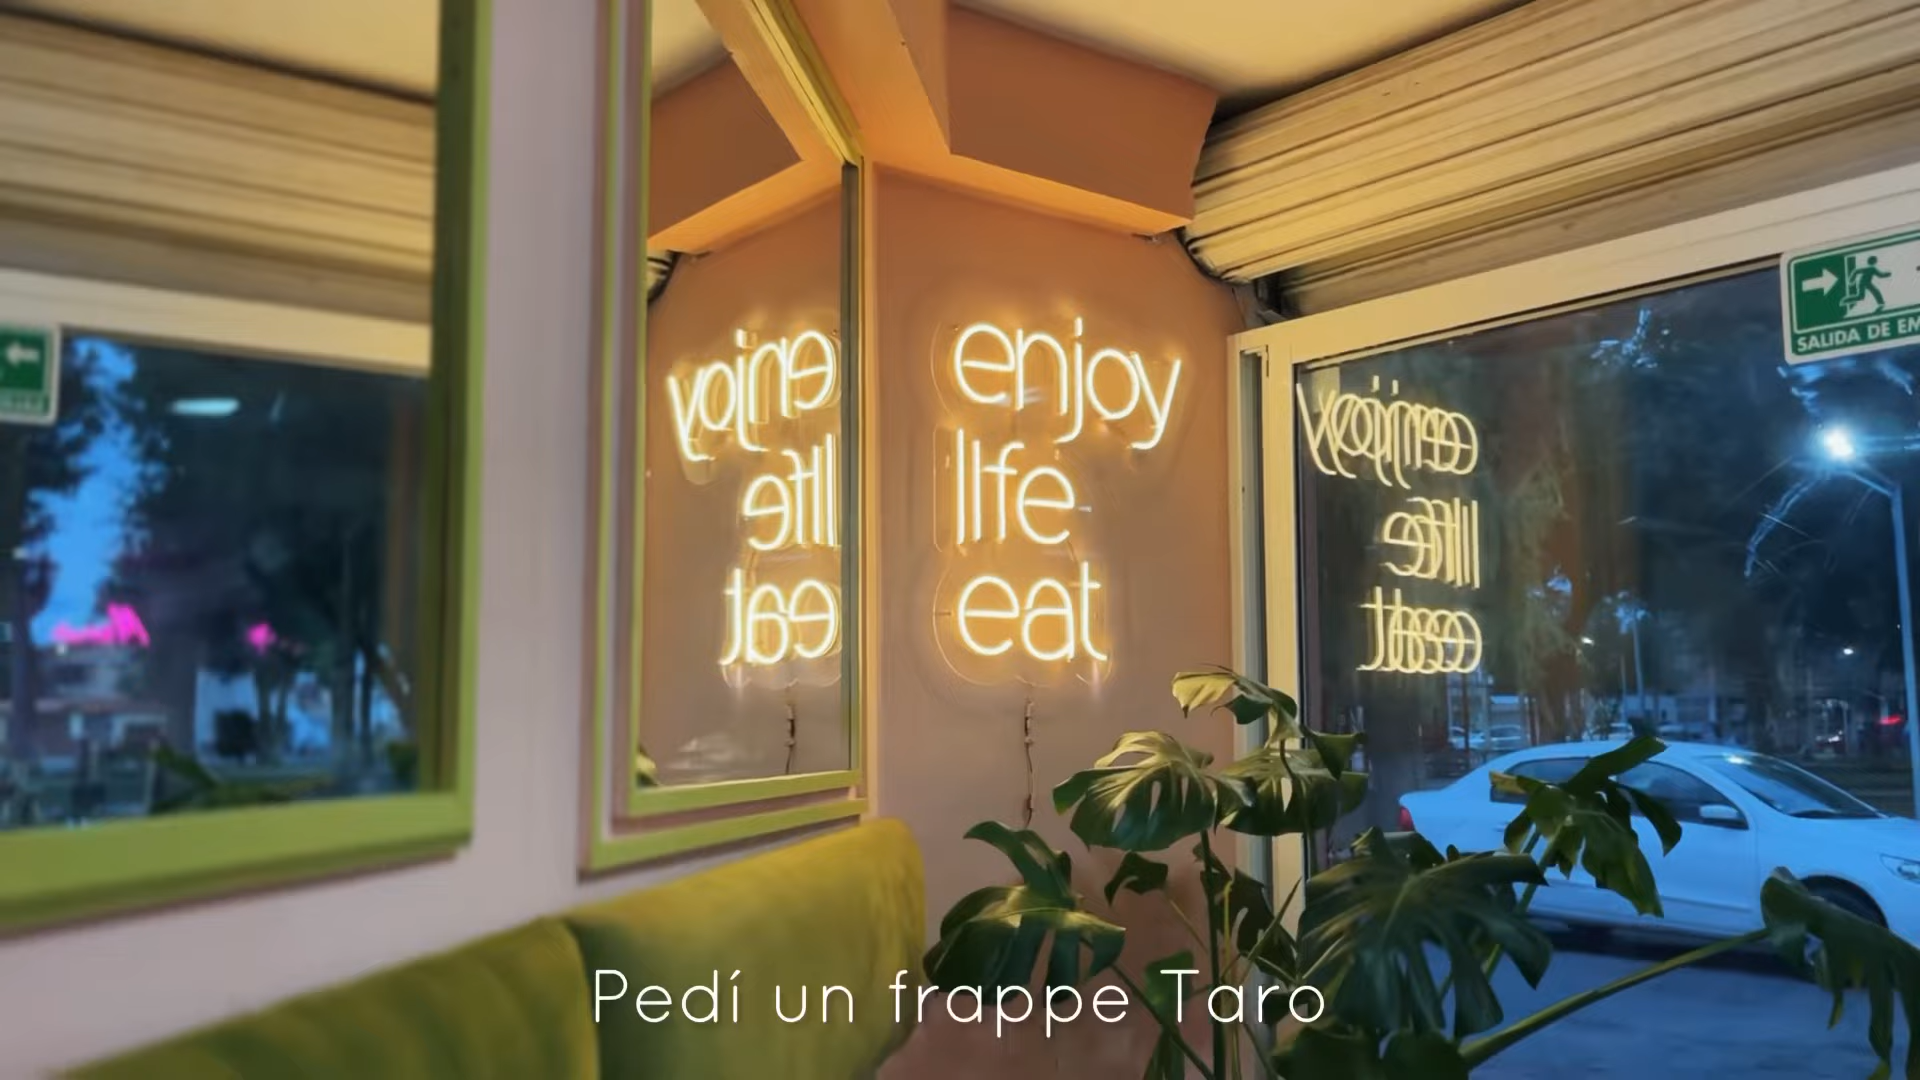 enjoy
life
eat
SALIDA DE EM
Pedí un frappe Taro